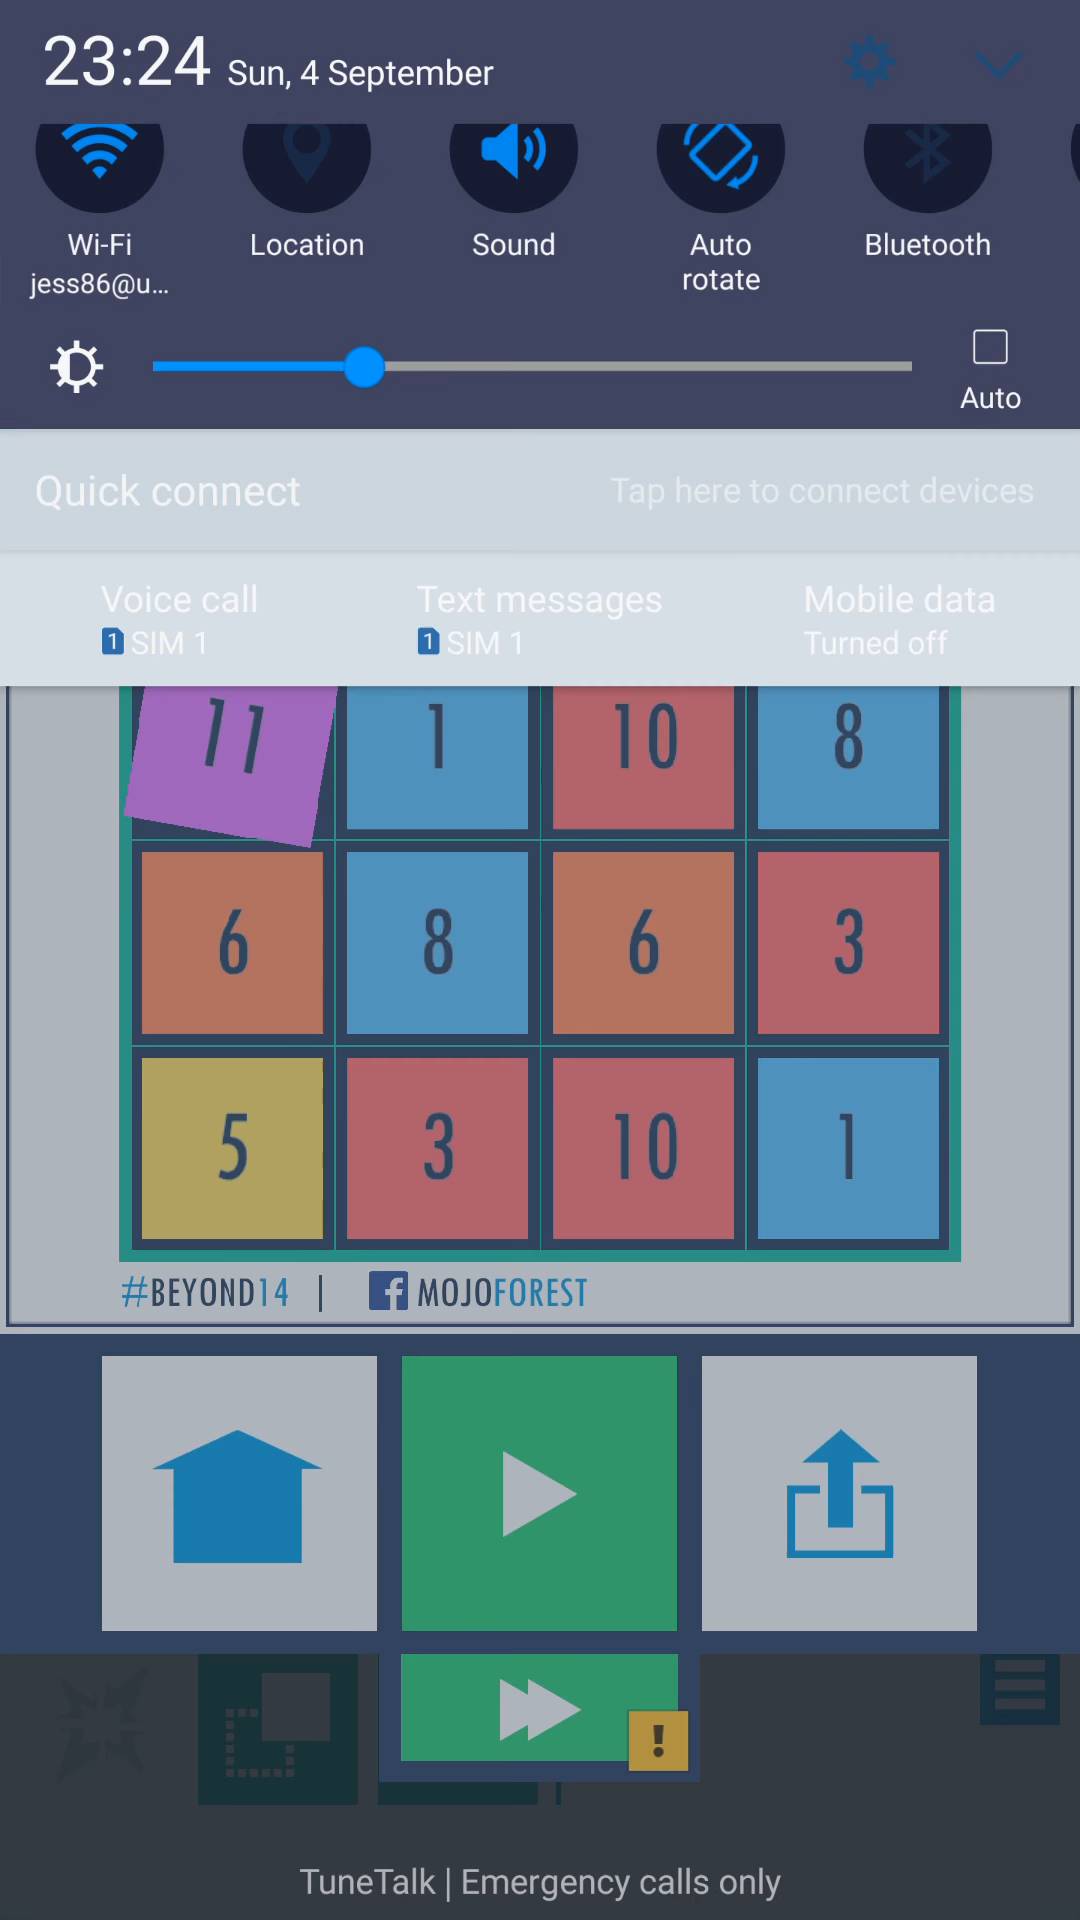 23:24 Sun, 4 September
Wi-Fi
jess86@u...
Location
Sound
Auto
rotate
Bluetooth
Auto
Quick connect
Tap here to connect devices
Voice call
1 SIM 1
Text messages
1 SIM 1
Mobile data
Turned off
11 1 10 8
6 8 6 3
5 3 10 1
#BEYOND14 | f MOJOFOREST
!
TuneTalk | Emergency calls only